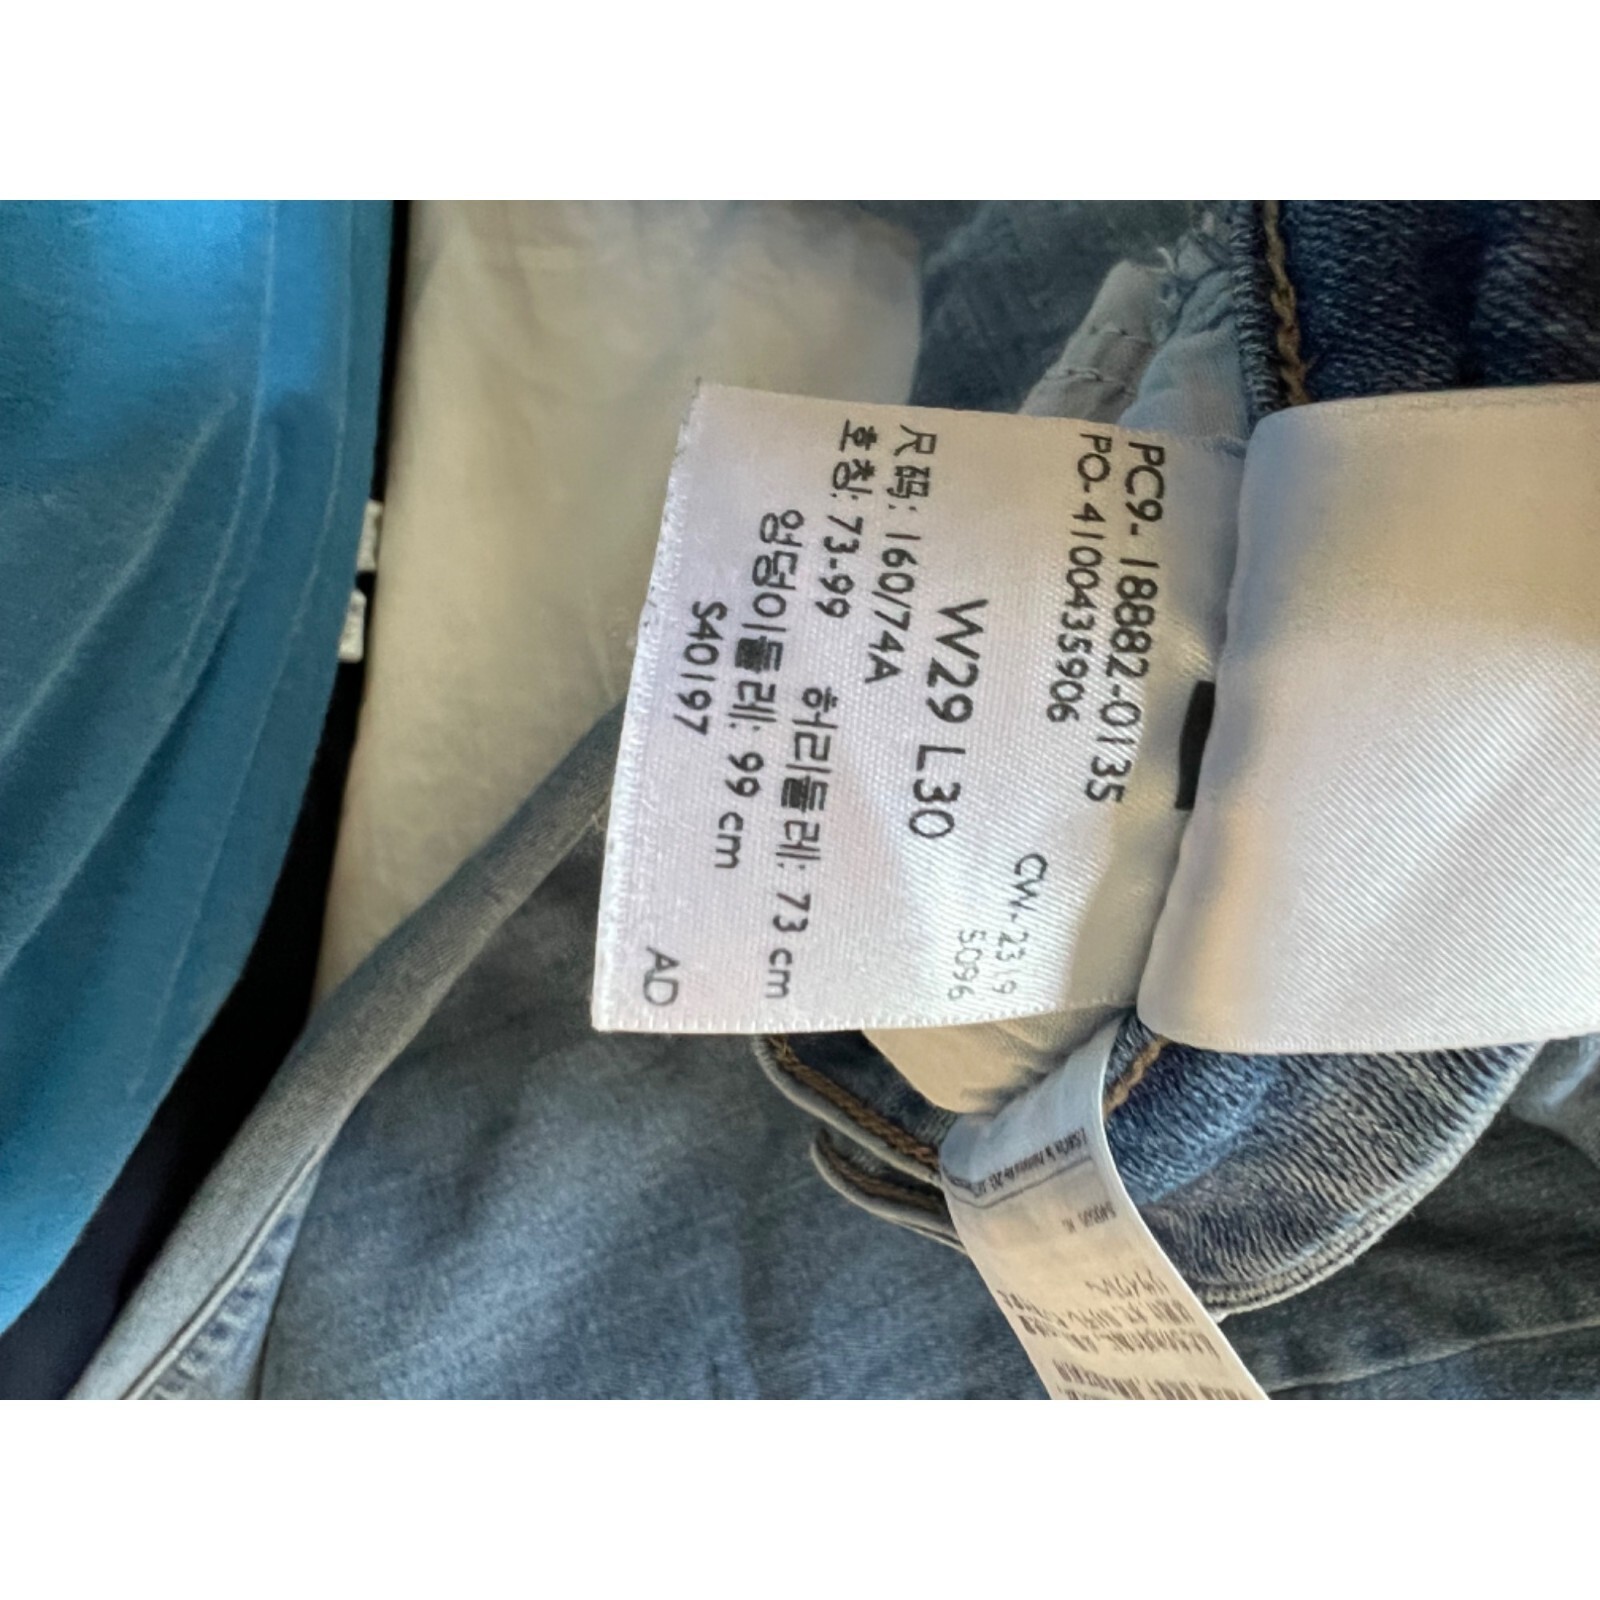 PC9-18882-0135
PO-4100435906
CW-2319
5096
W29 L30
尺码: 160/74A
호칭: 73-99
허리둘레: 73 cm
엉덩이둘레: 99 cm
S40197
AD